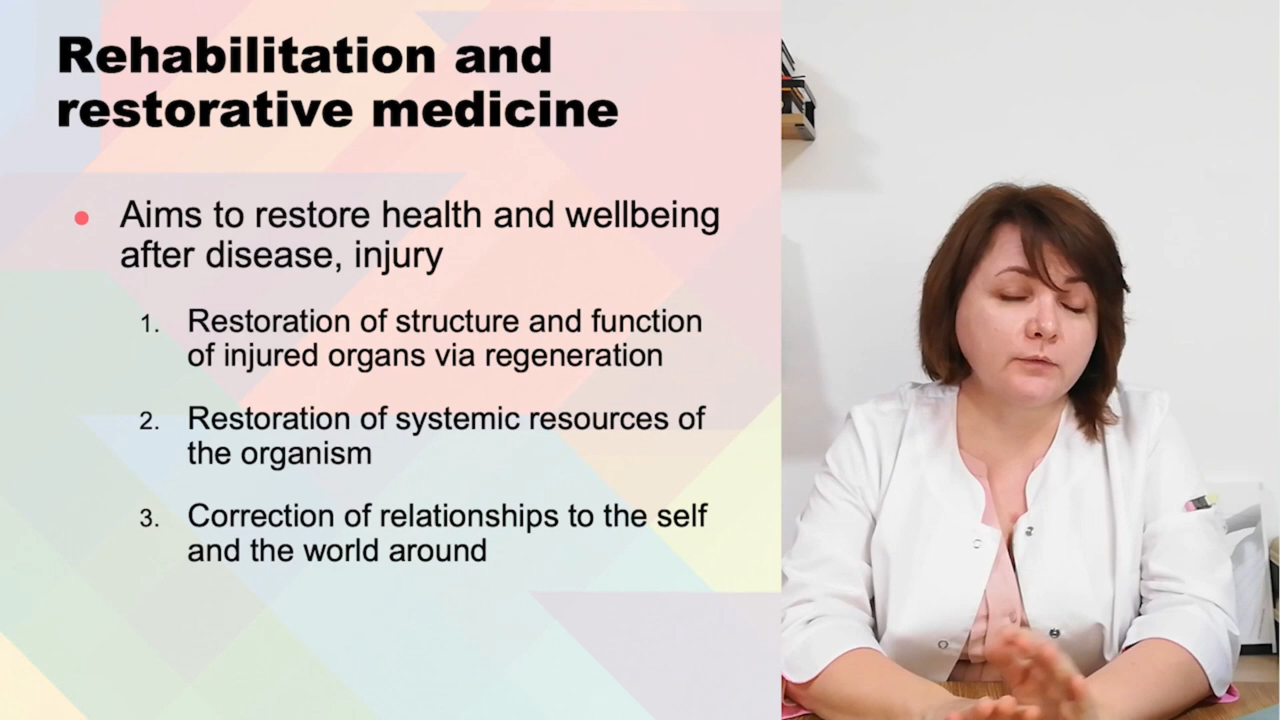 Rehabilitation and
restorative medicine
● Aims to restore health and wellbeing
after disease, injury
1. Restoration of structure and function
of injured organs via regeneration
2. Restoration of systemic resources of
the organism
3. Correction of relationships to the self
and the world around